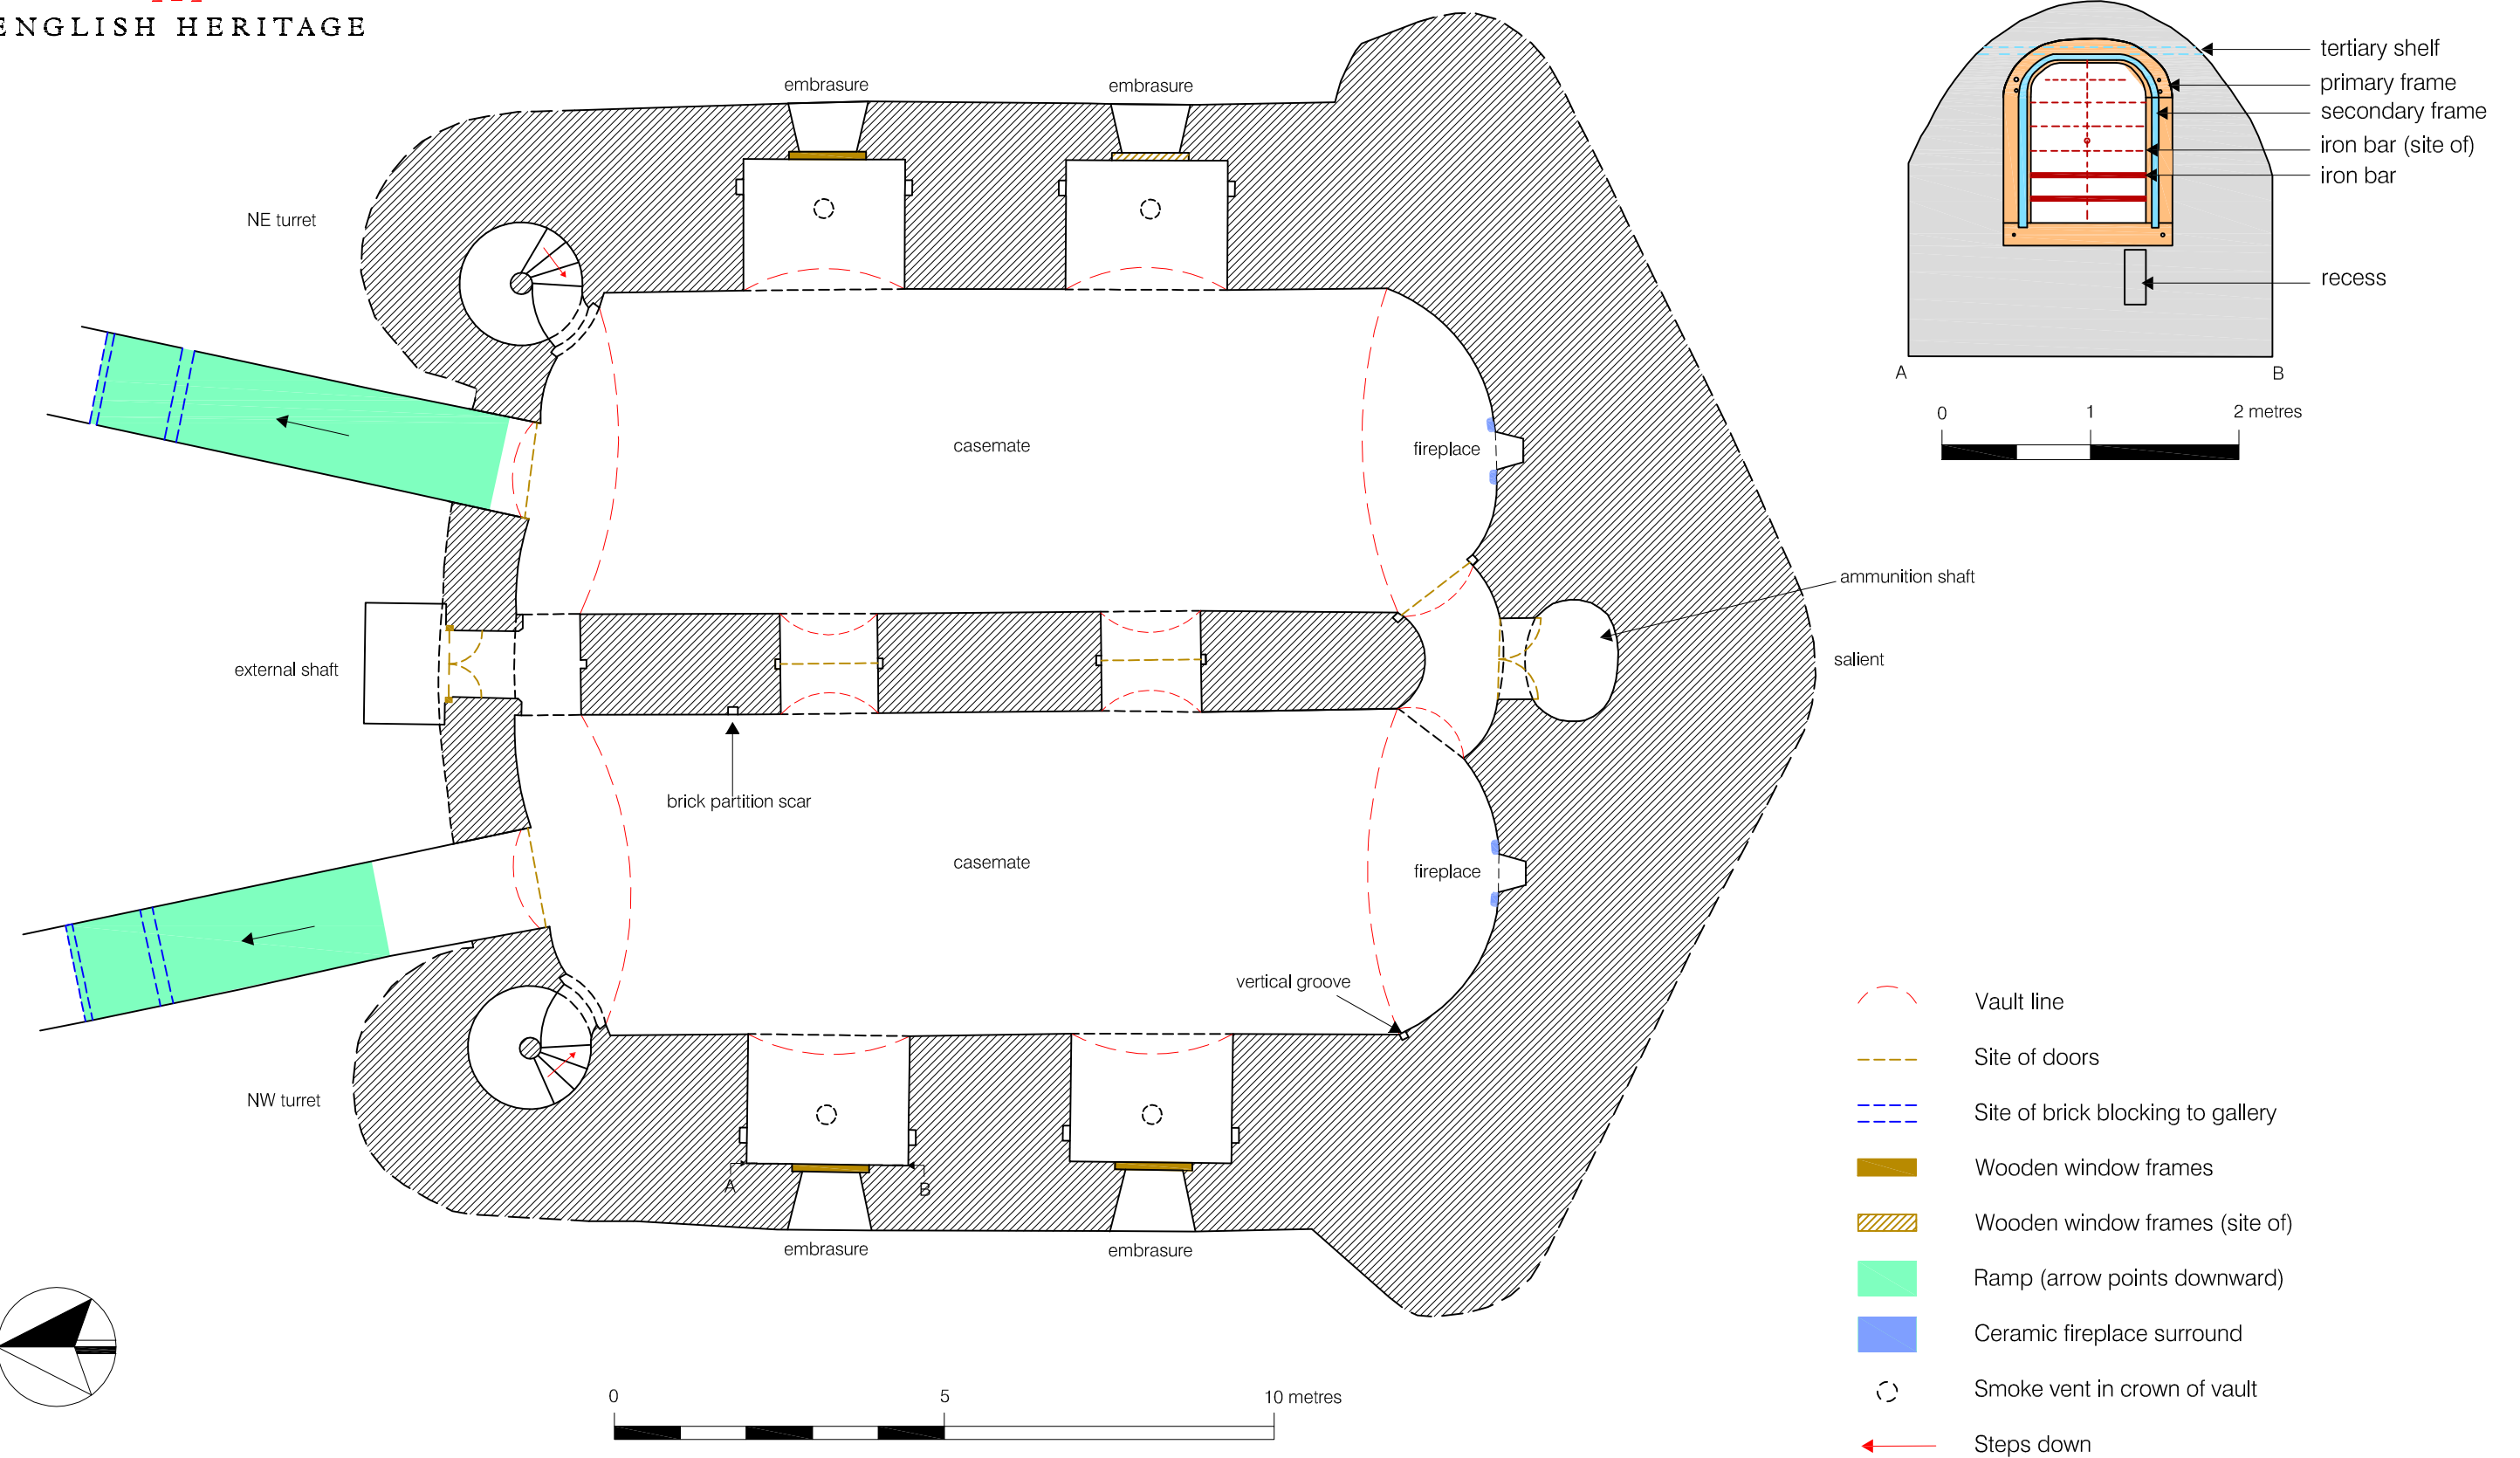 ENGLISH HERITAGE
embrasure
embrasure
NE turret
casemate
fireplace
ammunition shaft
external shaft
salient
brick partition scar
casemate
fireplace
vertical groove
NW turret
A
B
embrasure
embrasure
0
5
10 metres
tertiary shelf
primary frame
secondary frame
iron bar (site of)
iron bar
recess
A
B
0
1
2 metres
Vault line
Site of doors
Site of brick blocking to gallery
Wooden window frames
Wooden window frames (site of)
Ramp (arrow points downward)
Ceramic fireplace surround
Smoke vent in crown of vault
Steps down